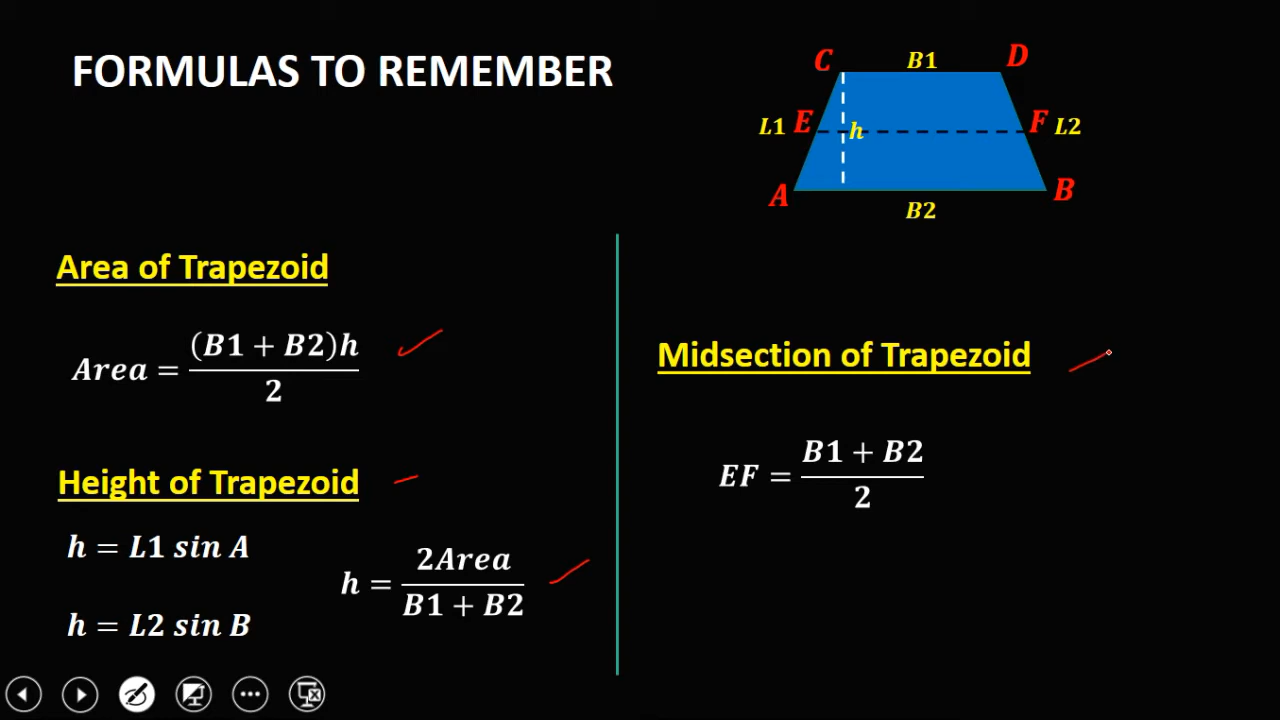 FORMULAS TO REMEMBER
C B1 D
L1 E h F L2
A B
B2
Area of Trapezoid
Area = (B1 + B2)h / 2
Height of Trapezoid
h = L1 sin A
h = 2Area / B1 + B2
h = L2 sin B
Midsection of Trapezoid
EF = B1 + B2 / 2